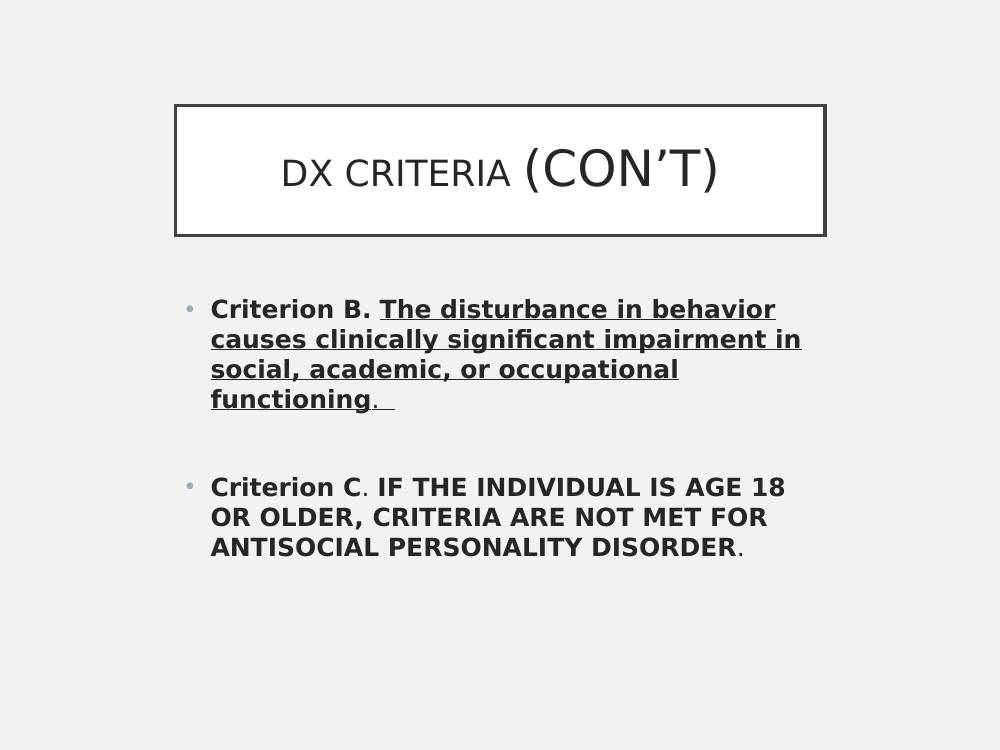 DX CRITERIA (CON’T)
• Criterion B. The disturbance in behavior
causes clinically significant impairment in
social, academic, or occupational
functioning.
• Criterion C. IF THE INDIVIDUAL IS AGE 18
OR OLDER, CRITERIA ARE NOT MET FOR
ANTISOCIAL PERSONALITY DISORDER.